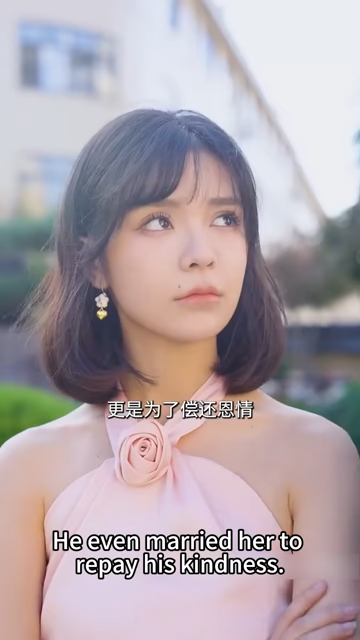 更是为了偿还恩情
He even married her to
repay his kindness.